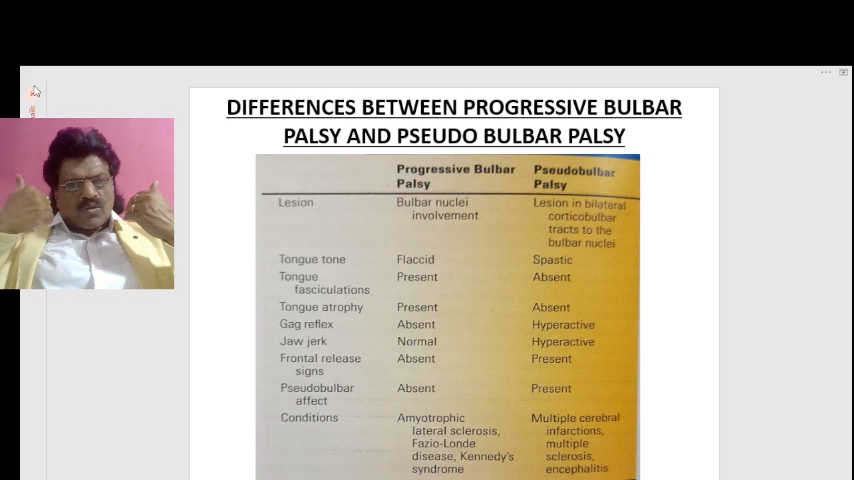 DIFFERENCES BETWEEN PROGRESSIVE BULBAR
PALSY AND PSEUDO BULBAR PALSY
Progressive Bulbar Palsy
Pseudobulbar Palsy
Lesion
Bulbar nuclei involvement
Lesion in bilateral corticobulbar tracts to the bulbar nuclei
Tongue tone Flaccid Spastic
Tongue fasciculations Present Absent
Tongue atrophy Present Absent
Gag reflex Absent Hyperactive
Jaw jerk Normal Hyperactive
Frontal release signs Absent Present
Pseudobulbar affect Absent Present
Conditions
Amyotrophic lateral sclerosis, Fazio-Londe disease, Kennedy's syndrome
Multiple cerebral infarctions, multiple sclerosis, encephalitis